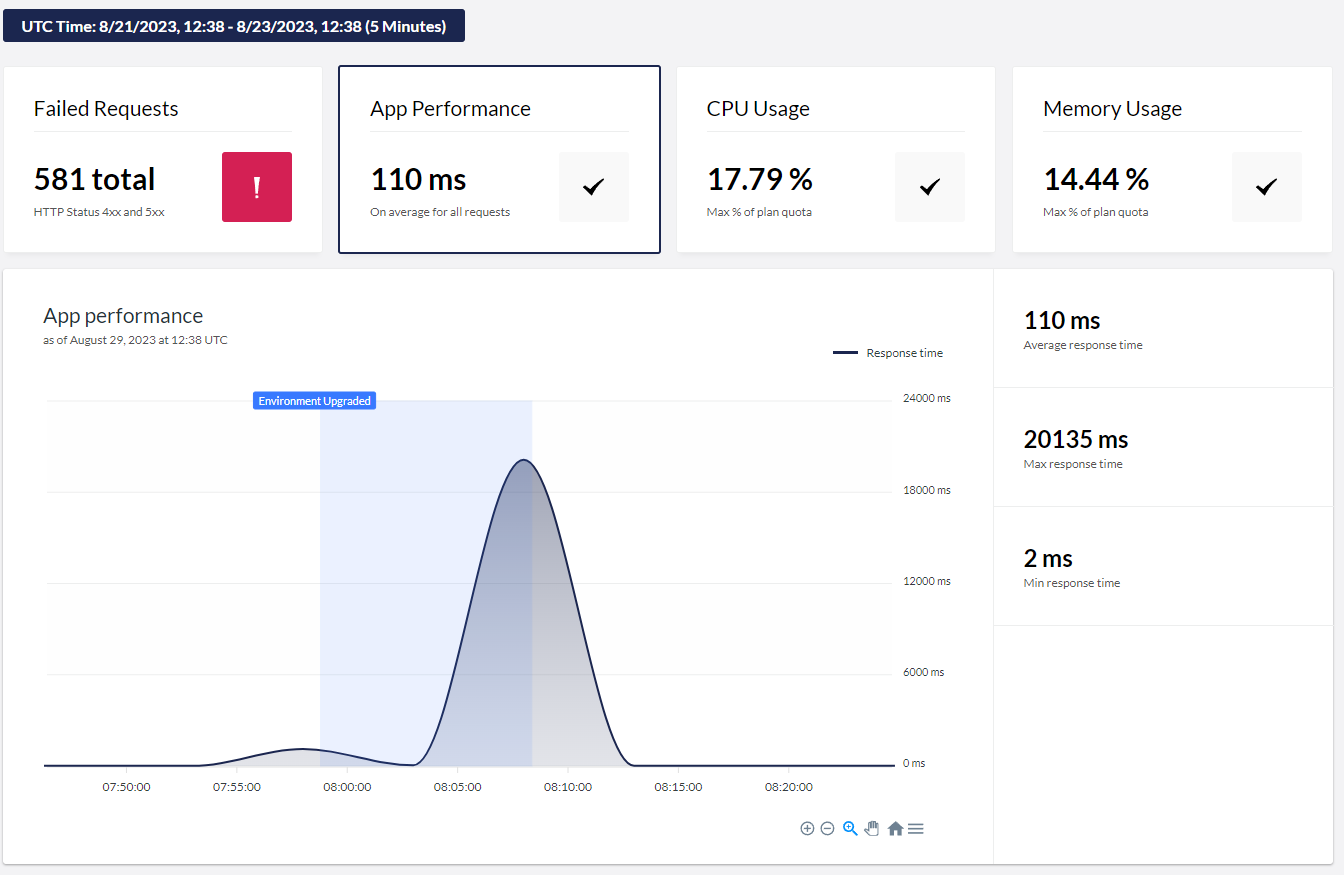 UTC Time: 8/21/2023, 12:38 - 8/23/2023, 12:38 (5 Minutes)
Failed Requests
581 total
HTTP Status 4xx and 5xx
!
App Performance
110 ms
On average for all requests
CPU Usage
17.79 %
Max % of plan quota
Memory Usage
14.44 %
Max % of plan quota
App performance
as of August 29, 2023 at 12:38 UTC
Response time
Environment Upgraded
24000 ms
18000 ms
12000 ms
6000 ms
0 ms
07:50:00
07:55:00
08:00:00
08:05:00
08:10:00
08:15:00
08:20:00
110 ms
Average response time
20135 ms
Max response time
2 ms
Min response time